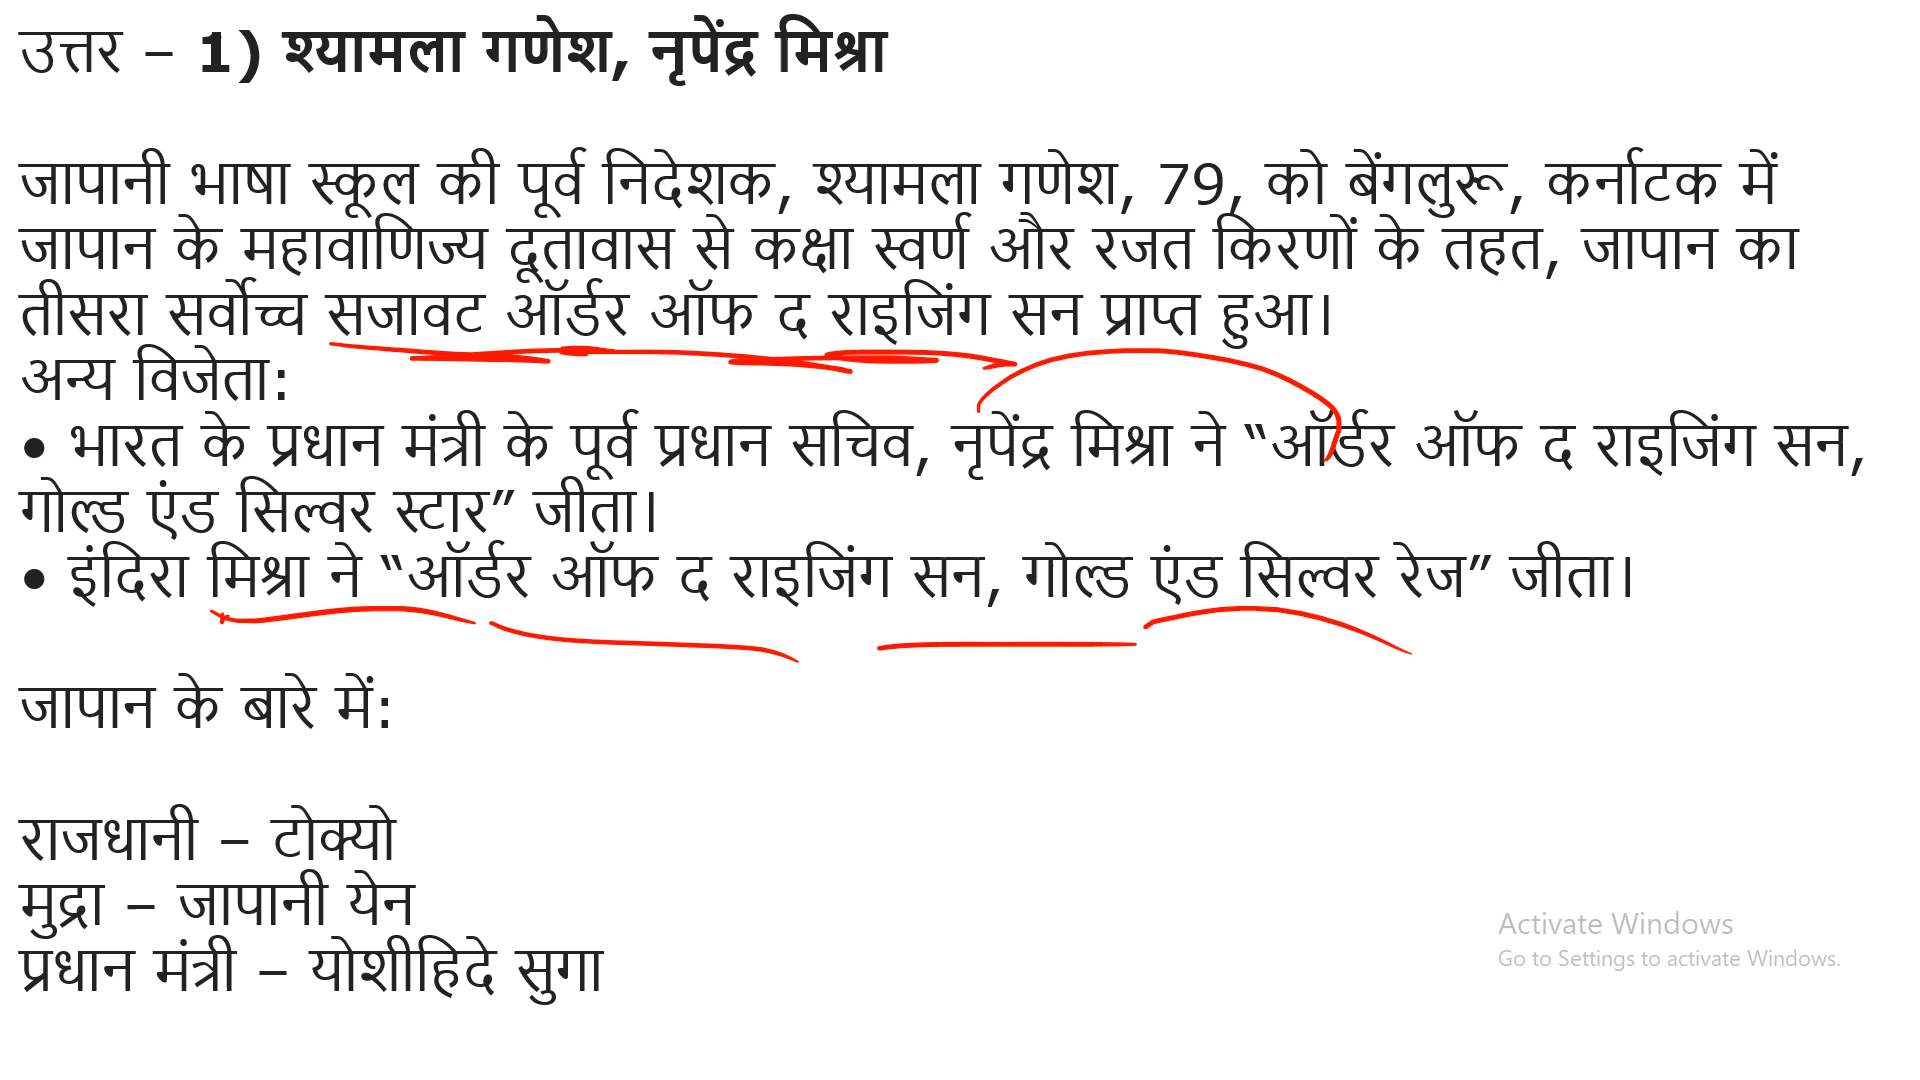 उत्तर – 1) श्यामला गणेश, नृपेंद्र मिश्रा
जापानी भाषा स्कूल की पूर्व निदेशक, श्यामला गणेश, 79, को बेंगलुरू, कर्नाटक में
जापान के महावाणिज्य दूतावास से कक्षा स्वर्ण और रजत किरणों के तहत, जापान का
तीसरा सर्वोच्च सजावट ऑर्डर ऑफ द राइजिंग सन प्राप्त हुआ।
अन्य विजेता:
• भारत के प्रधान मंत्री के पूर्व प्रधान सचिव, नृपेंद्र मिश्रा ने “ऑर्डर ऑफ द राइजिंग सन,
गोल्ड एंड सिल्वर स्टार” जीता।
• इंदिरा मिश्रा ने “ऑर्डर ऑफ द राइजिंग सन, गोल्ड एंड सिल्वर रेज” जीता।
जापान के बारे में:
राजधानी – टोक्यो
मुद्रा – जापानी येन
प्रधान मंत्री – योशीहिदे सुगा
Activate Windows
Go to Settings to activate Windows.